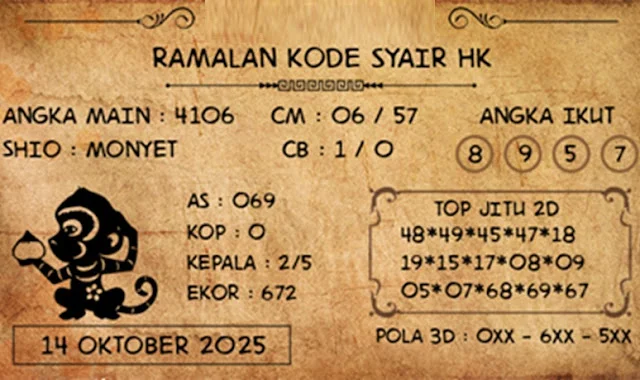 RAMALAN KODE SYAIR HK
ANGKA MAIN : 4106 CM : 06 / 57 ANGKA IKUT
SHIO : MONYET CB : 1 / 0 8 9 5 7
AS : 069
KOP : 0
KEPALA : 2/5
EKOR : 672
TOP JITU 2D
48*49*45*47*18
19*15*17*08*09
05*07*68*69*67
POLA 3D : 0XX - 6XX - 5XX
14 OKTOBER 2025